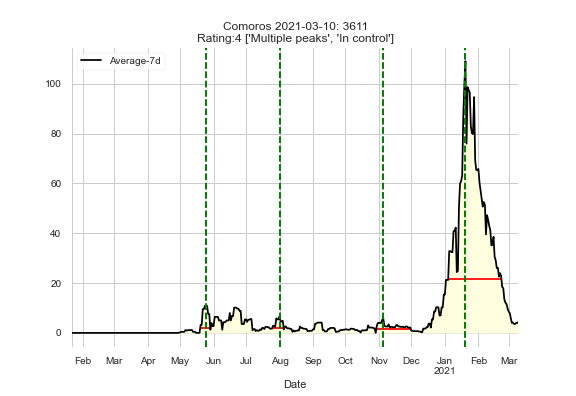 Comoros 2021-03-10: 3611
Rating:4 ['Multiple peaks', 'In control']
Average-7d
100
80
60
40
20
0
Feb Mar Apr May Jun Jul Aug Sep Oct Nov Dec Jan Feb Mar
2021
Date